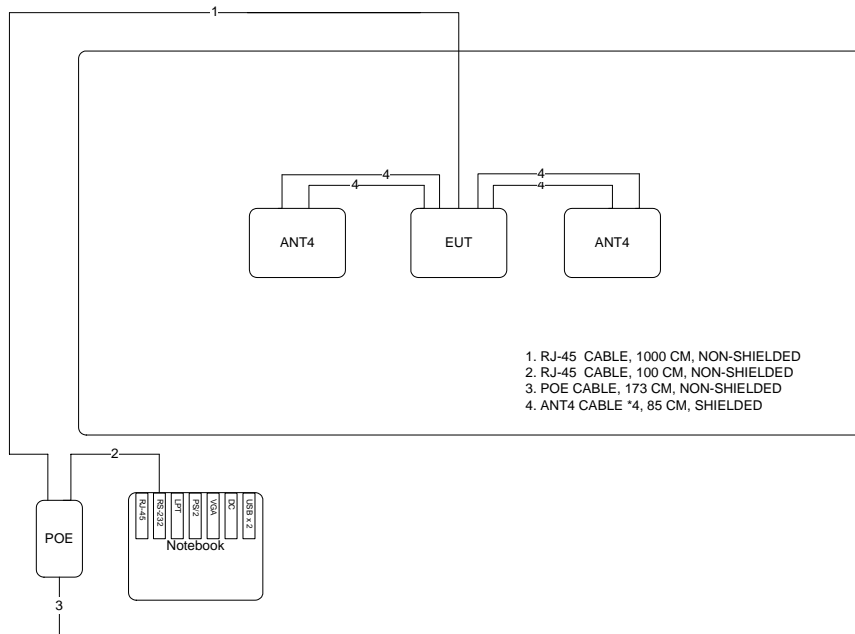 1
4
4
4
4
ANT4
EUT
ANT4
1. RJ-45 CABLE, 1000 CM, NON-SHIELDED
2. RJ-45 CABLE, 100 CM, NON-SHIELDED
3. POE CABLE, 173 CM, NON-SHIELDED
4. ANT4 CABLE *4, 85 CM, SHIELDED
2
RJ-45
RS-232
LPT
PS/2
VGA
DC
USB x 2
POE
Notebook
3